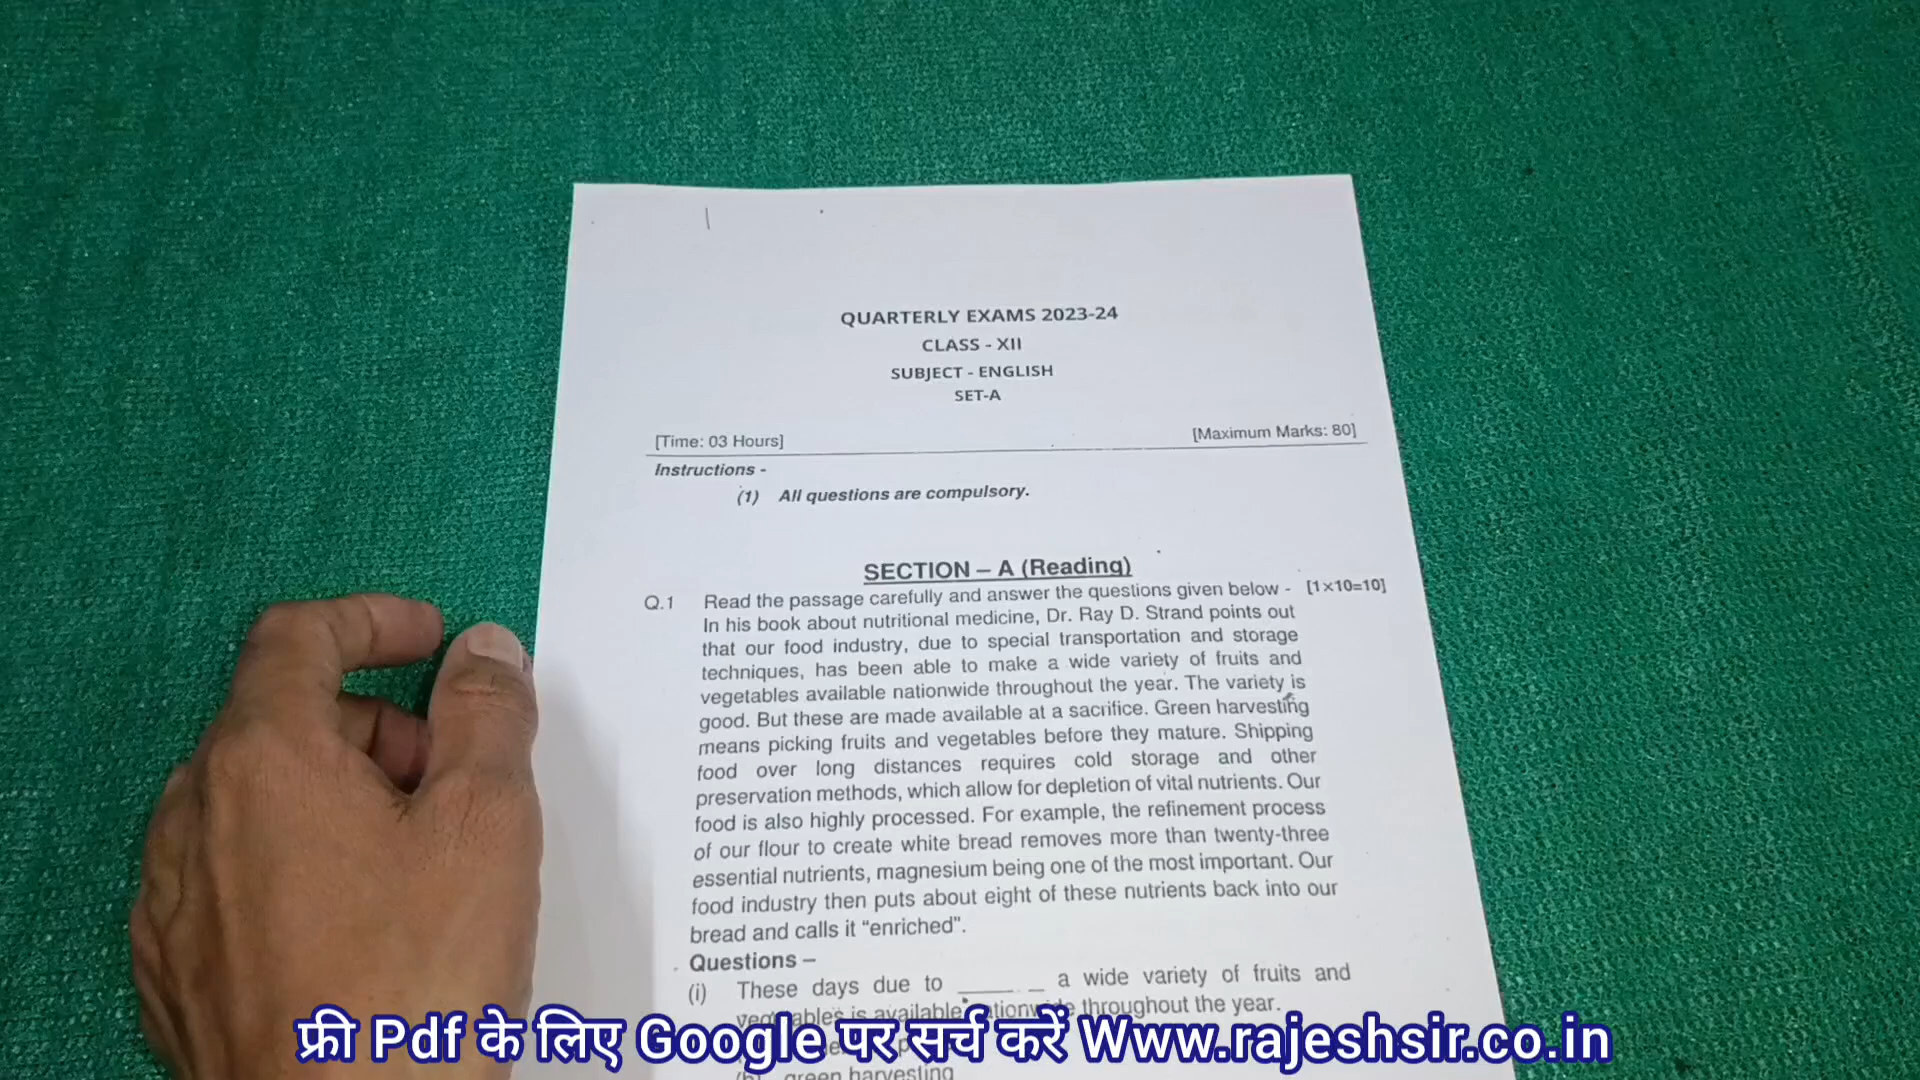 QUARTERLY EXAMS 2023-24
CLASS - XII
SUBJECT - ENGLISH
SET-A
[Time: 03 Hours] [Maximum Marks: 80]
Instructions -
(1) All questions are compulsory.
SECTION – A (Reading)
Q.1 Read the passage carefully and answer the questions given below - [1×10=10]
In his book about nutritional medicine, Dr. Ray D. Strand points out
that our food industry, due to special transportation and storage
techniques, has been able to make a wide variety of fruits and
vegetables available nationwide throughout the year. The variety is
good. But these are made available at a sacrifice. Green harvesting
means picking fruits and vegetables before they mature. Shipping
food over long distances requires cold storage and other
preservation methods, which allow for depletion of vital nutrients. Our
food is also highly processed. For example, the refinement process
of our flour to create white bread removes more than twenty-three
essential nutrients, magnesium being one of the most important. Our
food industry then puts about eight of these nutrients back into our
bread and calls it “enriched".
Questions –
(i) These days due to ______ a wide variety of fruits and
vegetables is available nationwide throughout the year.
(b) green harvesting
फ्री Pdf के लिए Google पर सर्च करें Www.rajeshsir.co.in